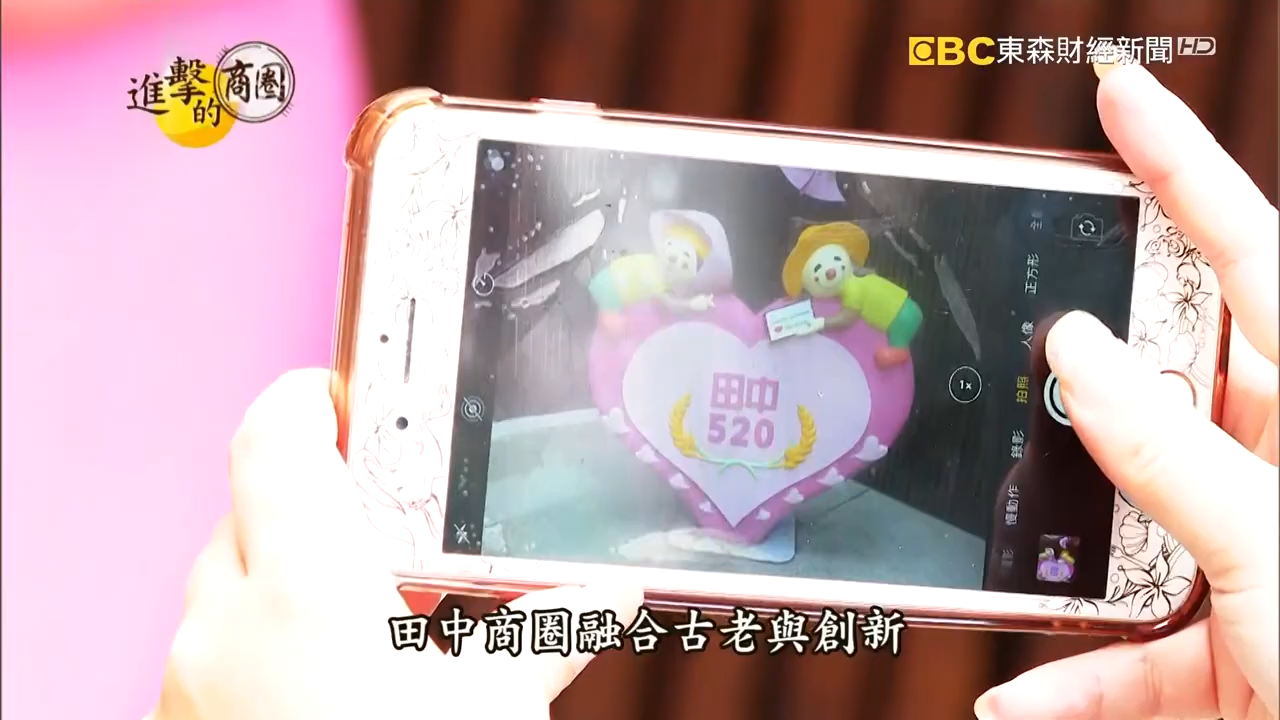 進擊的商圈
EBC東森財經新聞HD
田中
520
1x
正方形
人像
拍照
錄影
慢動作
田中商圈融合古老與創新